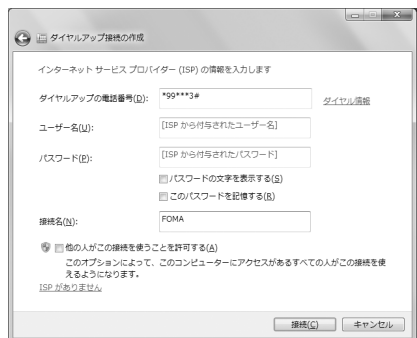 ダイヤルアップ接続の作成
インターネット サービス プロバイダー (ISP) の情報を入力します
ダイヤルアップの電話番号(D): *99***3# ダイヤル情報
ユーザー名(U): [ISP から付与されたユーザー名]
パスワード(P): [ISP から付与されたパスワード]
パスワードの文字を表示する(S)
このパスワードを記憶する(R)
接続名(N): FOMA
他の人がこの接続を使うことを許可する(A)
このオプションによって、このコンピューターにアクセスがあるすべての人がこの接続を使
えるようになります。
ISP がありません
接続(C) キャンセル